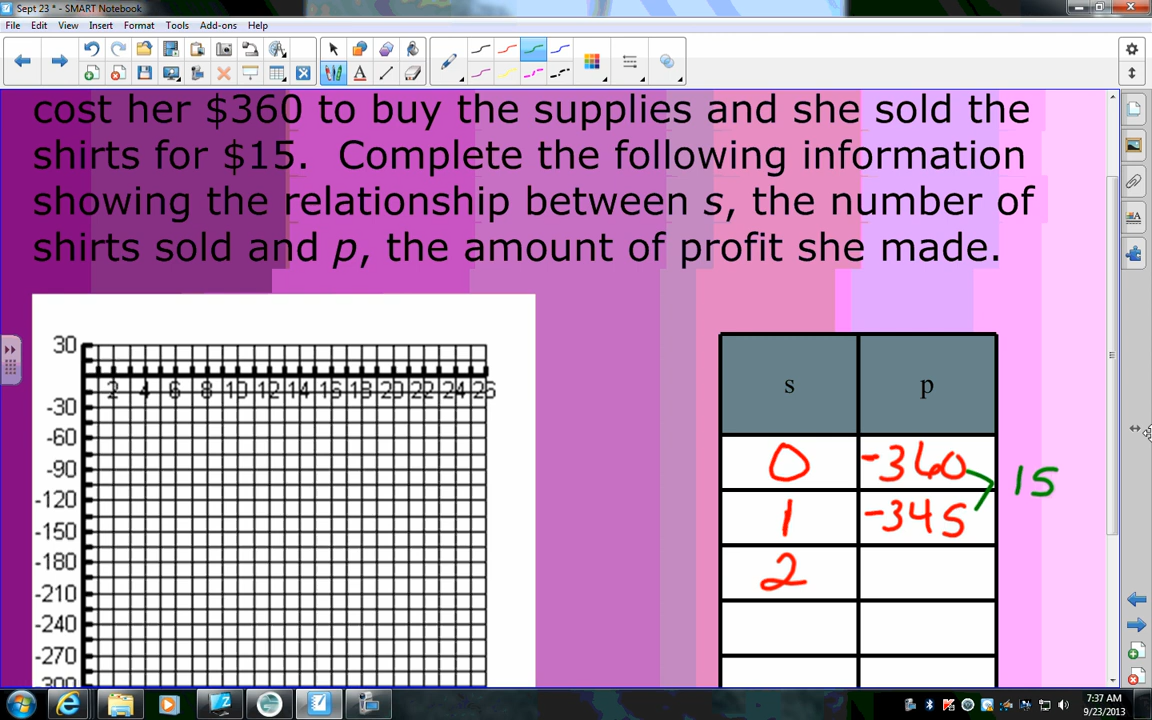 Sept 23 * - SMART Notebook
File Edit View Insert Format Tools Add-ons Help
cost her $360 to buy the supplies and she sold the
shirts for $15.  Complete the following information
showing the relationship between s, the number of
shirts sold and p, the amount of profit she made.
30
2 4 6 8 10 12 14 16 18 20 22 24 26
-30
-60
-90
-120
-150
-180
-210
-240
-270
-300
s p
0 -360
15
1 -345
2
7:37 AM
9/23/2013